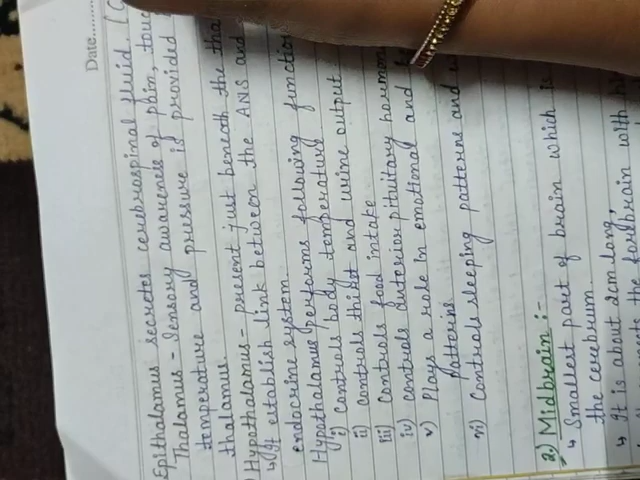 Date........
Epithalamus secretes cerebrospinal fluid. [C
Thalamus - Sensory awareness of pain, touc
temperature and pressure is provided
thalamus
Hypothalamus - present just beneath the tha
↳ It establish link between the ANS and
endocrine system.
Hypothalamus performs following function
i) Controls body temperature
ii) controls thirst and urine output
iii) Controls food intake
iv) controls anterior pituitary hormon
v) Plays a role in emotional and b
Patterns
vi) Controls sleeping patterns and
2) Midbrain :-
↳ Smallest part of brain which is
the cerebrum.
↳ It is about 2cm long,
the forebrain with hi